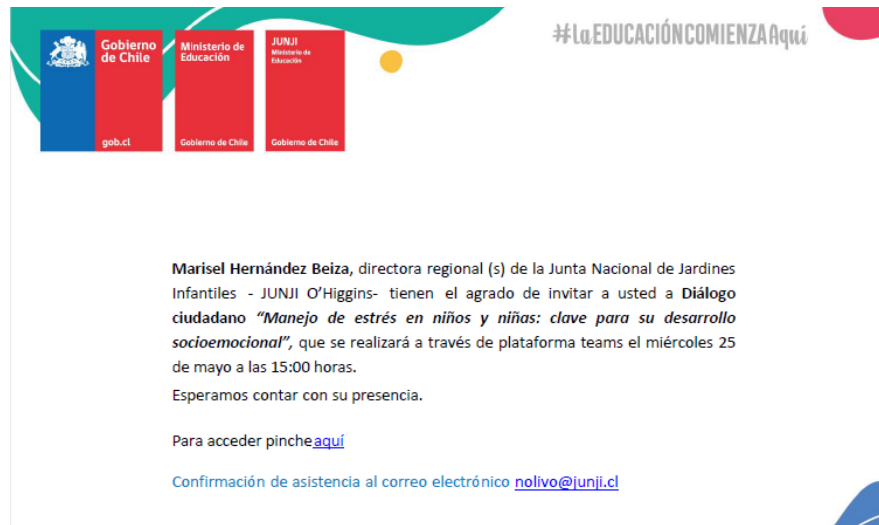 #LaEDUCACIÓNCOMIENZAAquí
Gobierno
de Chile
gob.cl
Ministerio de
Educación
Gobierno de Chile
JUNJI
Ministerio de
Educación
Gobierno de Chile
Marisel Hernández Beiza, directora regional (s) de la Junta Nacional de Jardines
Infantiles - JUNJI O’Higgins- tienen el agrado de invitar a usted a Diálogo
ciudadano “Manejo de estrés en niños y niñas: clave para su desarrollo
socioemocional”, que se realizará a través de plataforma teams el miércoles 25
de mayo a las 15:00 horas.
Esperamos contar con su presencia.
Para acceder pinche aquí
Confirmación de asistencia al correo electrónico nolivo@junji.cl